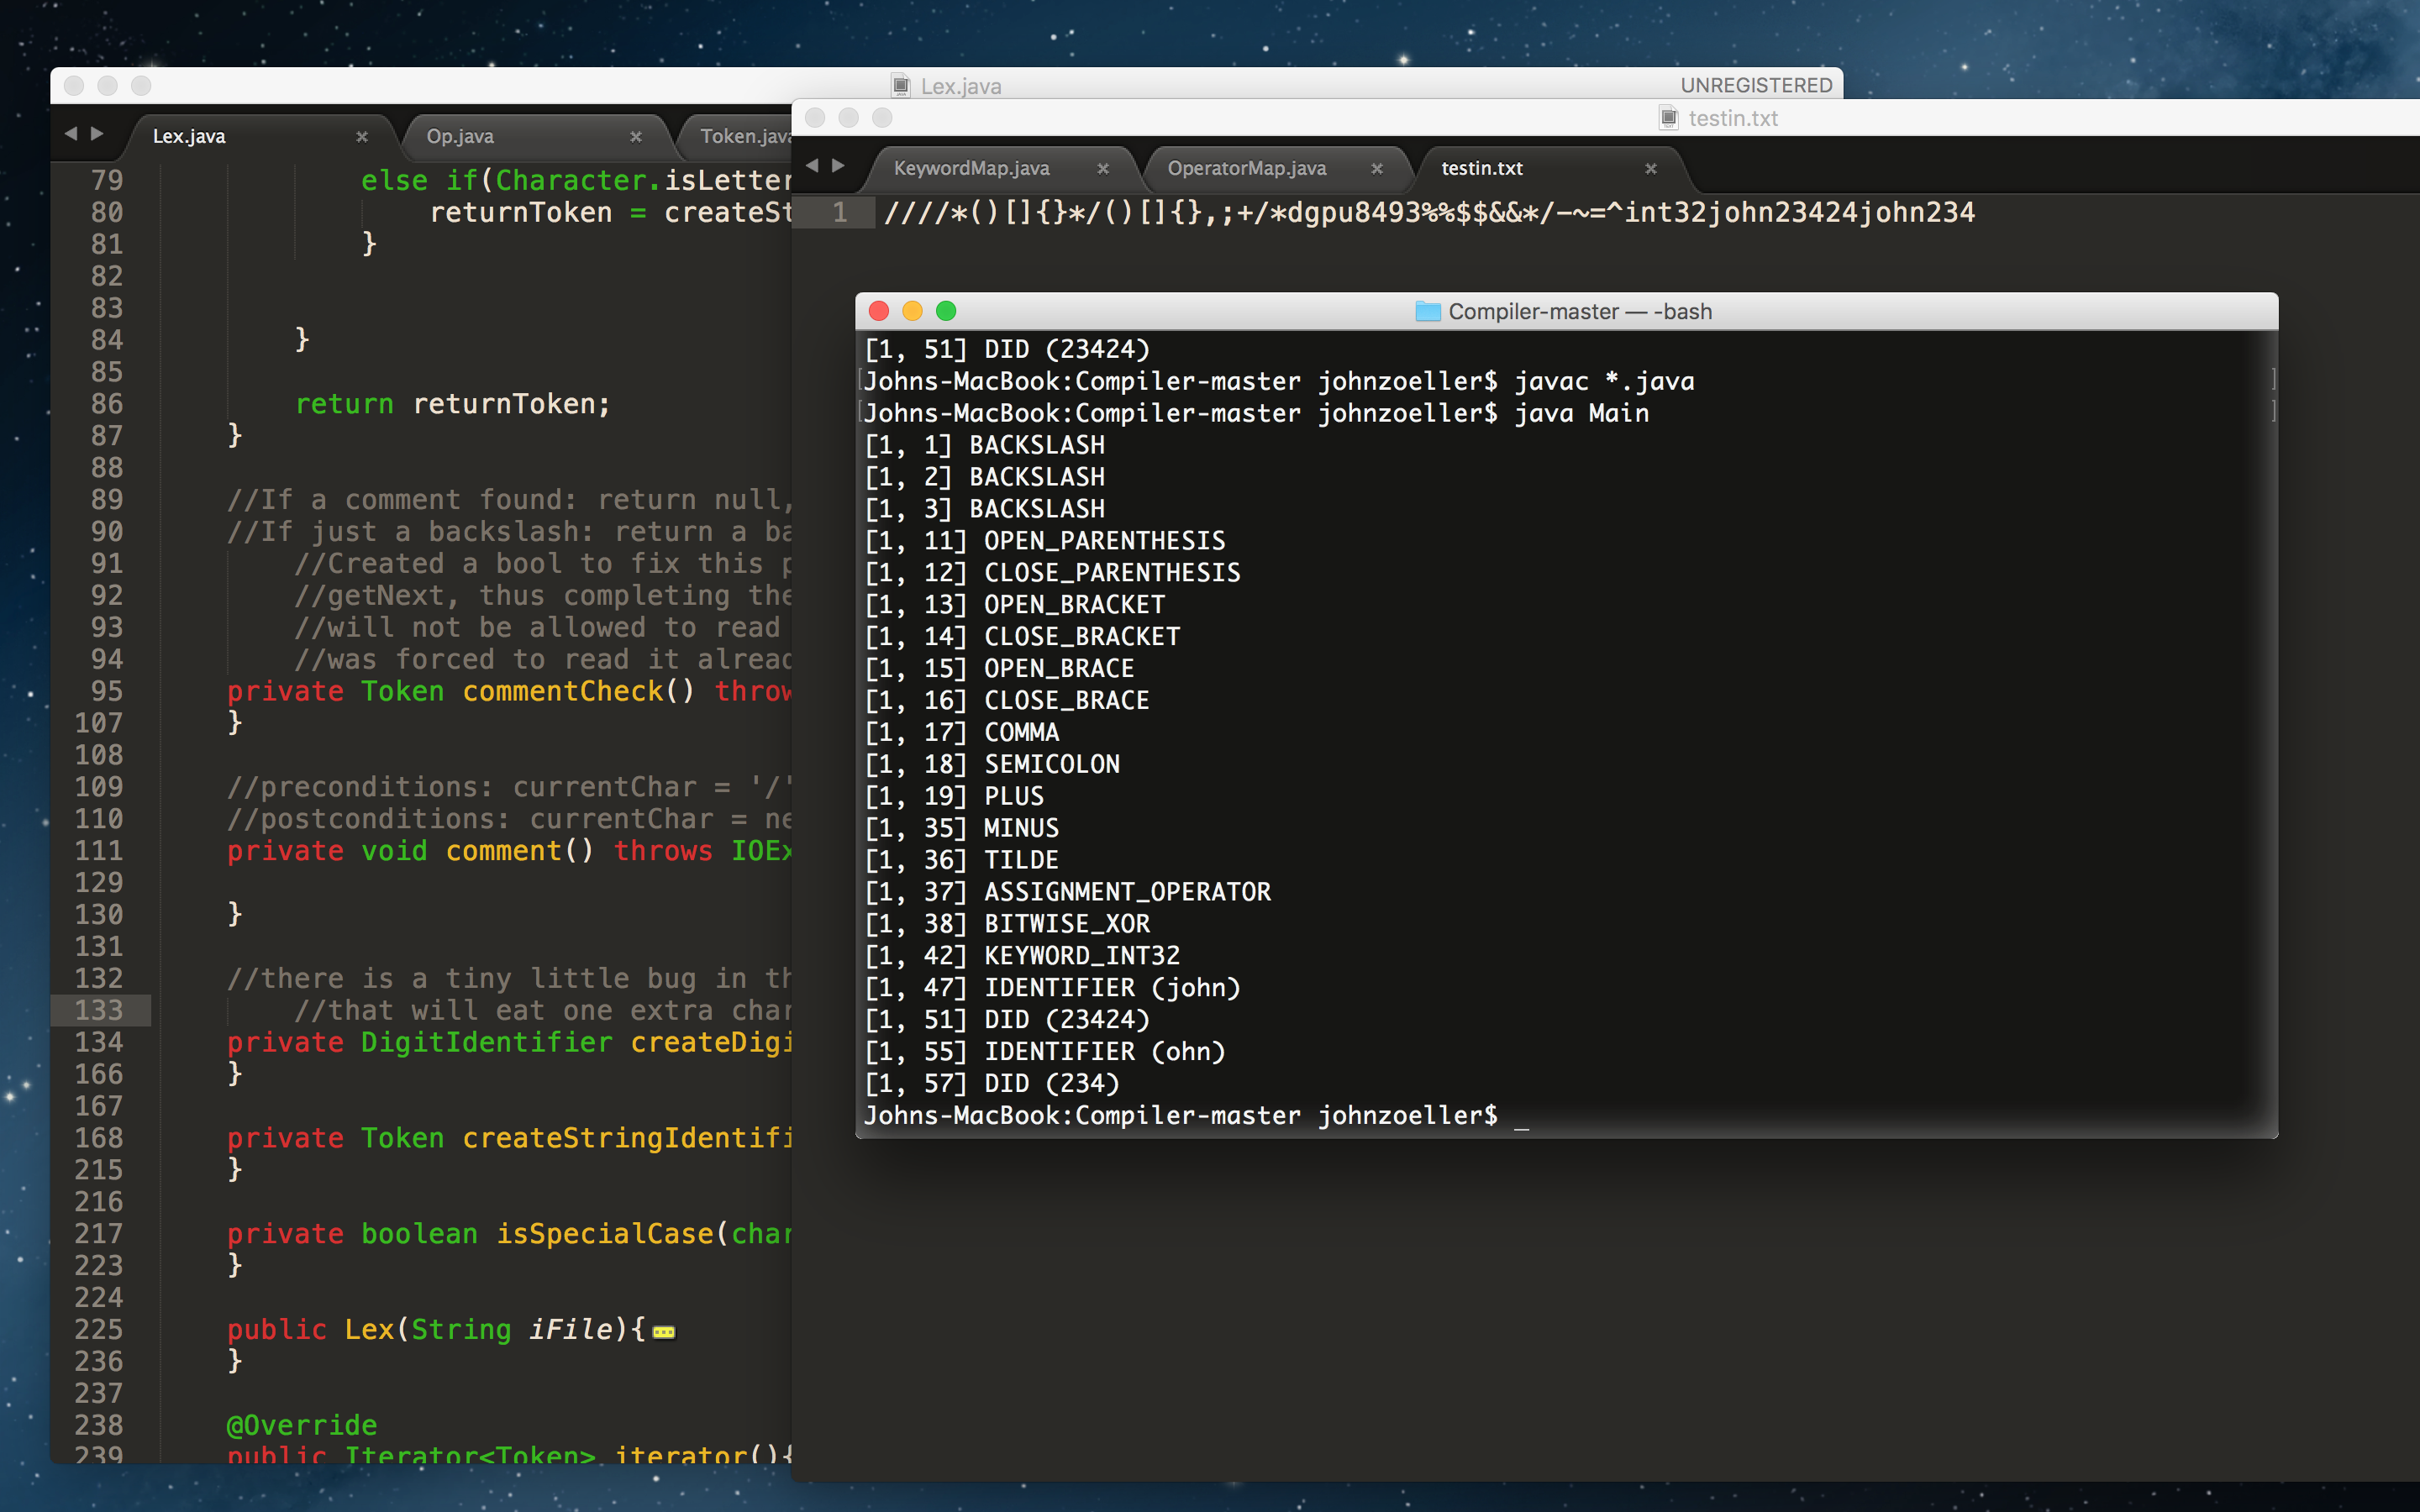 Lex.java
UNREGISTERED
Lex.java
Op.java
Token.java
79 else if(Character.isLetter
80 returnToken = createSt
81 }
82
83
84 }
85
86 return returnToken;
87 }
88
89 //If a comment found: return null,
90 //If just a backslash: return a ba
91 //Created a bool to fix this p
92 //getNext, thus completing the
93 //will not be allowed to read
94 //was forced to read it alread
95 private Token commentCheck() throw
107 }
108
109 //preconditions: currentChar = '/'
110 //postconditions: currentChar = ne
111 private void comment() throws IOEx
129
130 }
131
132 //there is a tiny little bug in th
133 //that will eat one extra char
134 private DigitIdentifier createDigi
166 }
167
168 private Token createStringIdentifi
215 }
216
217 private boolean isSpecialCase(char
223 }
224
225 public Lex(String iFile){
236 }
237
238 @Override
239 public Iterator<Token> iterator(){
testin.txt
KeywordMap.java
OperatorMap.java
testin.txt
1 ////*()[]{}*/()[]{},;+/*dgpu8493%%$$&&*/-~=^int32john23424john234
Compiler-master — -bash
[1, 51] DID (23424)
[Johns-MacBook:Compiler-master johnzoeller$ javac *.java ]
[Johns-MacBook:Compiler-master johnzoeller$ java Main ]
[1, 1] BACKSLASH
[1, 2] BACKSLASH
[1, 3] BACKSLASH
[1, 11] OPEN_PARENTHESIS
[1, 12] CLOSE_PARENTHESIS
[1, 13] OPEN_BRACKET
[1, 14] CLOSE_BRACKET
[1, 15] OPEN_BRACE
[1, 16] CLOSE_BRACE
[1, 17] COMMA
[1, 18] SEMICOLON
[1, 19] PLUS
[1, 35] MINUS
[1, 36] TILDE
[1, 37] ASSIGNMENT_OPERATOR
[1, 38] BITWISE_XOR
[1, 42] KEYWORD_INT32
[1, 47] IDENTIFIER (john)
[1, 51] DID (23424)
[1, 55] IDENTIFIER (ohn)
[1, 57] DID (234)
Johns-MacBook:Compiler-master johnzoeller$ _